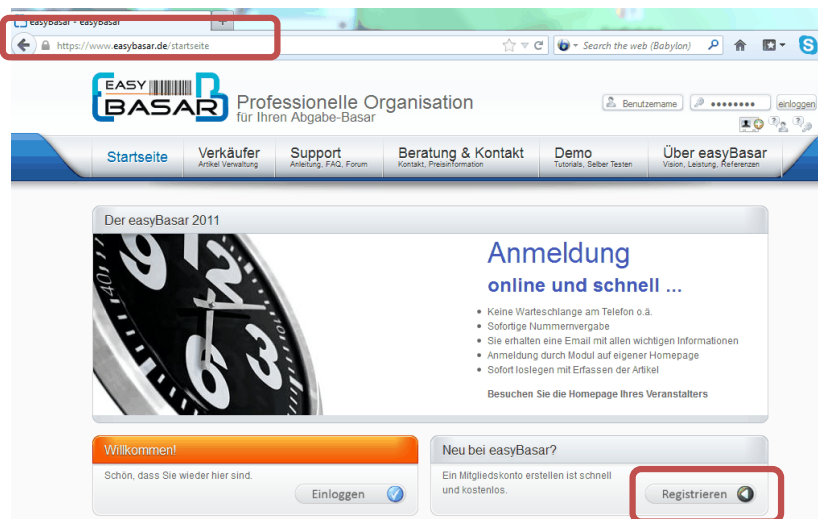 easyBasar - easyBasar
https://www.easybasar.de/startseite
Search the web (Babylon)
EASY
BASAR
Professionelle Organisation
für Ihren Abgabe-Basar
Benutzername
einloggen
Startseite
Verkäufer
Artikel Verwaltung
Support
Anleitung, FAQ, Forum
Beratung & Kontakt
Kontakt, Preisinformation
Demo
Tutorials, Selber Testen
Über easyBasar
Vision, Leistung, Referenzen
Der easyBasar 2011
Anmeldung
online und schnell ...
Keine Warteschlange am Telefon o.ä.
Sofortige Nummernvergabe
Sie erhalten eine Email mit allen wichtigen Informationen
Anmeldung durch Modul auf eigener Homepage
Sofort loslegen mit Erfassen der Artikel
Besuchen Sie die Homepage Ihres Veranstalters
Willkommen!
Schön, dass Sie wieder hier sind.
Einloggen
Neu bei easyBasar?
Ein Mitgliedskonto erstellen ist schnell
und kostenlos.
Registrieren